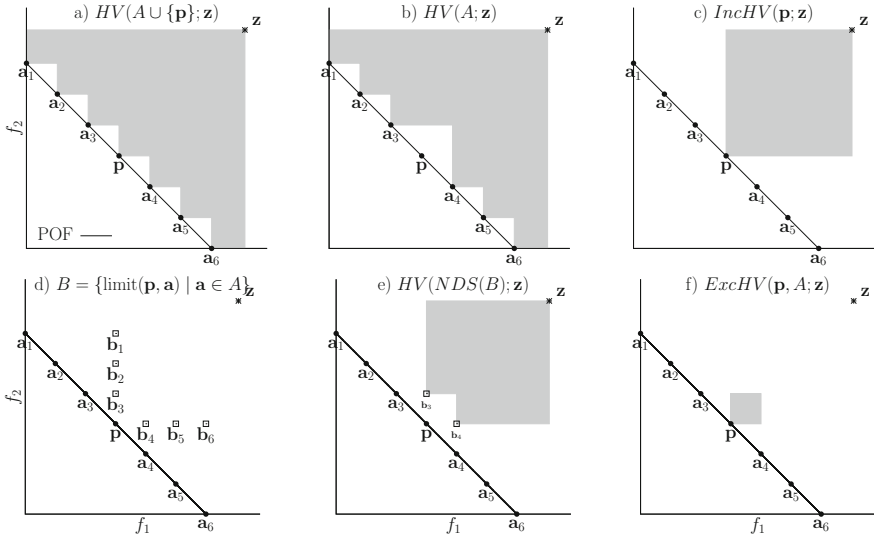 a) HV(A ∪ {p}; z)
z
a₁
a₂
a₃
p
a₄
a₅
a₆
f₂
POF
b) HV(A; z)
z
a₁
a₂
a₃
p
a₄
a₅
a₆
c) IncHV(p; z)
z
a₁
a₂
a₃
p
a₄
a₅
a₆
d) B = {limit(p, a) | a ∈ A}
z
a₁
a₂
a₃
p
a₄
a₅
a₆
b₁
b₂
b₃
b₄
b₅
b₆
f₂
f₁
e) HV(NDS(B); z)
z
a₁
a₂
a₃
p
a₄
a₅
a₆
b₃
b₄
f₁
f) ExcHV(p, A; z)
z
a₁
a₂
a₃
p
a₄
a₅
a₆
f₁